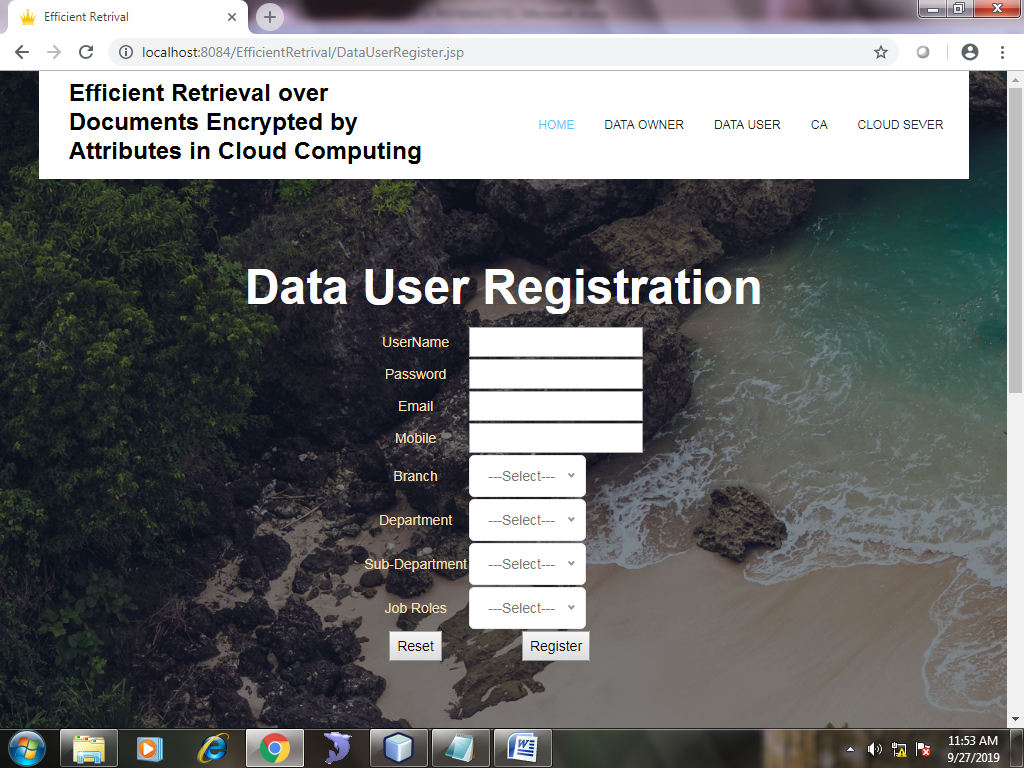 Efficient Retrival
localhost:8084/EfficientRetrival/DataUserRegister.jsp
Efficient Retrieval over
Documents Encrypted by
Attributes in Cloud Computing
HOME DATA OWNER DATA USER CA CLOUD SEVER
Data User Registration
UserName
Password
Email
Mobile
Branch ---Select---
Department ---Select---
Sub-Department ---Select---
Job Roles ---Select---
Reset Register
11:53 AM
9/27/2019